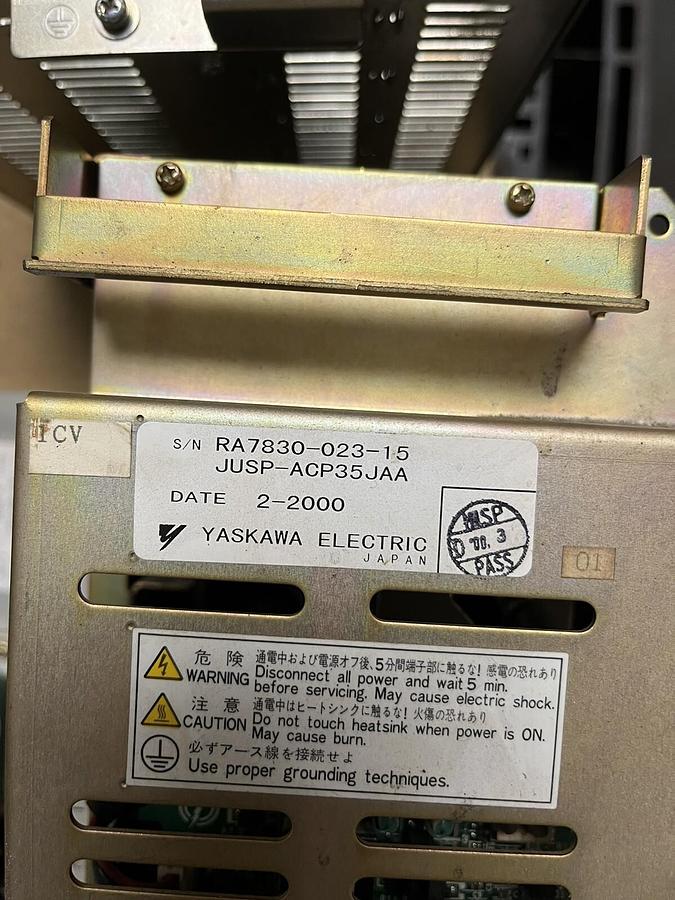 1CV
S/N RA7830-023-15
JUSP-ACP35JAA
DATE 2-2000
YASKAWA ELECTRIC
JAPAN
INSP
D '00. 3
PASS
01
危 険 通電中および電源オフ後、5分間端子部に触るな! 感電の恐れあり
WARNING Disconnect all power and wait 5 min.
before servicing. May cause electric shock.
注 意 通電中はヒートシンクに触るな! 火傷の恐れあり
CAUTION Do not touch heatsink when power is ON.
May cause burn.
必ずアース線を接続せよ
Use proper grounding techniques.